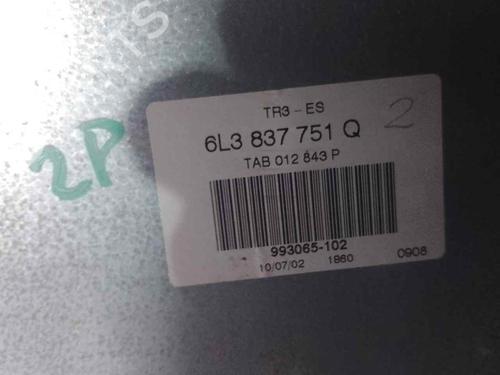 TR3 - ES
6L3 837 751 Q
2
TAB 012 843 P
993065-102
10/07/02 1860 0908
2P